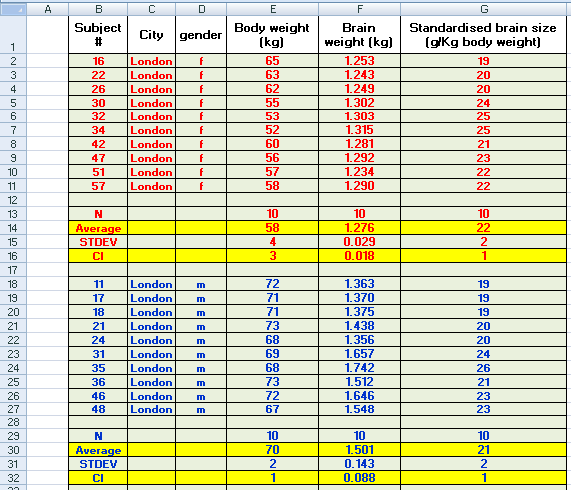 A B C D E F G
1 Subject # City gender Body weight (kg) Brain weight (kg) Standardised brain size (g/Kg body weight)
2 16 London f 65 1.253 19
3 22 London f 63 1.243 20
4 26 London f 62 1.249 20
5 30 London f 55 1.302 24
6 32 London f 53 1.303 25
7 34 London f 52 1.315 25
8 42 London f 60 1.281 21
9 47 London f 56 1.292 23
10 51 London f 57 1.234 22
11 57 London f 58 1.290 22
12
13 N 10 10 10
14 Average 58 1.276 22
15 STDEV 4 0.029 2
16 CI 3 0.018 1
17
18 11 London m 72 1.363 19
19 17 London m 71 1.370 19
20 18 London m 71 1.375 19
21 21 London m 73 1.438 20
22 24 London m 68 1.356 20
23 31 London m 69 1.657 24
24 35 London m 68 1.742 26
25 36 London m 73 1.512 21
26 46 London m 72 1.646 23
27 48 London m 67 1.548 23
28
29 N 10 10 10
30 Average 70 1.501 21
31 STDEV 2 0.143 2
32 CI 1 0.088 1